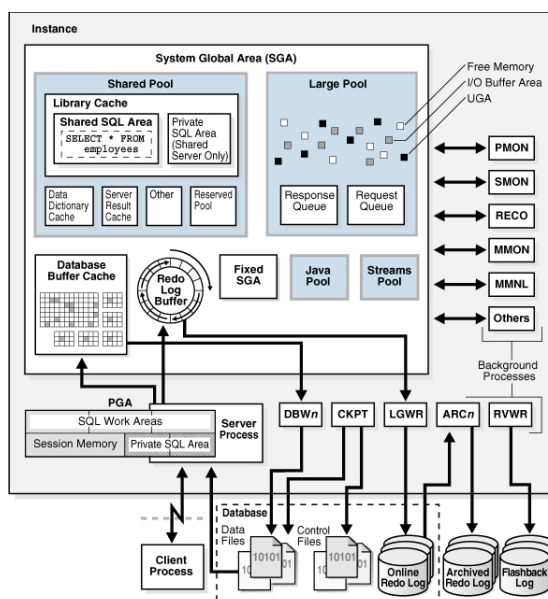 Instance
System Global Area (SGA)
Shared Pool
Library Cache
Shared SQL Area
SELECT * FROM
employees
Private
SQL Area
(Shared
Server Only)
Data
Dictionary
Cache
Server
Result
Cache
Other
Reserved
Pool
Large Pool
Response
Queue
Request
Queue
Free Memory
I/O Buffer Area
UGA
Database
Buffer Cache
Redo
Log
Buffer
Fixed
SGA
Java
Pool
Streams
Pool
PMON
SMON
RECO
MMON
MMNL
Others
Background
Processes
PGA
SQL Work Areas
Session Memory
Private SQL Area
Server
Process
DBWn
CKPT
LGWR
ARCn
RVWR
Client
Process
Database
Data
Files
10101
Control
Files
10101
Online
Redo Log
Archived
Redo Log
Flashback
Log